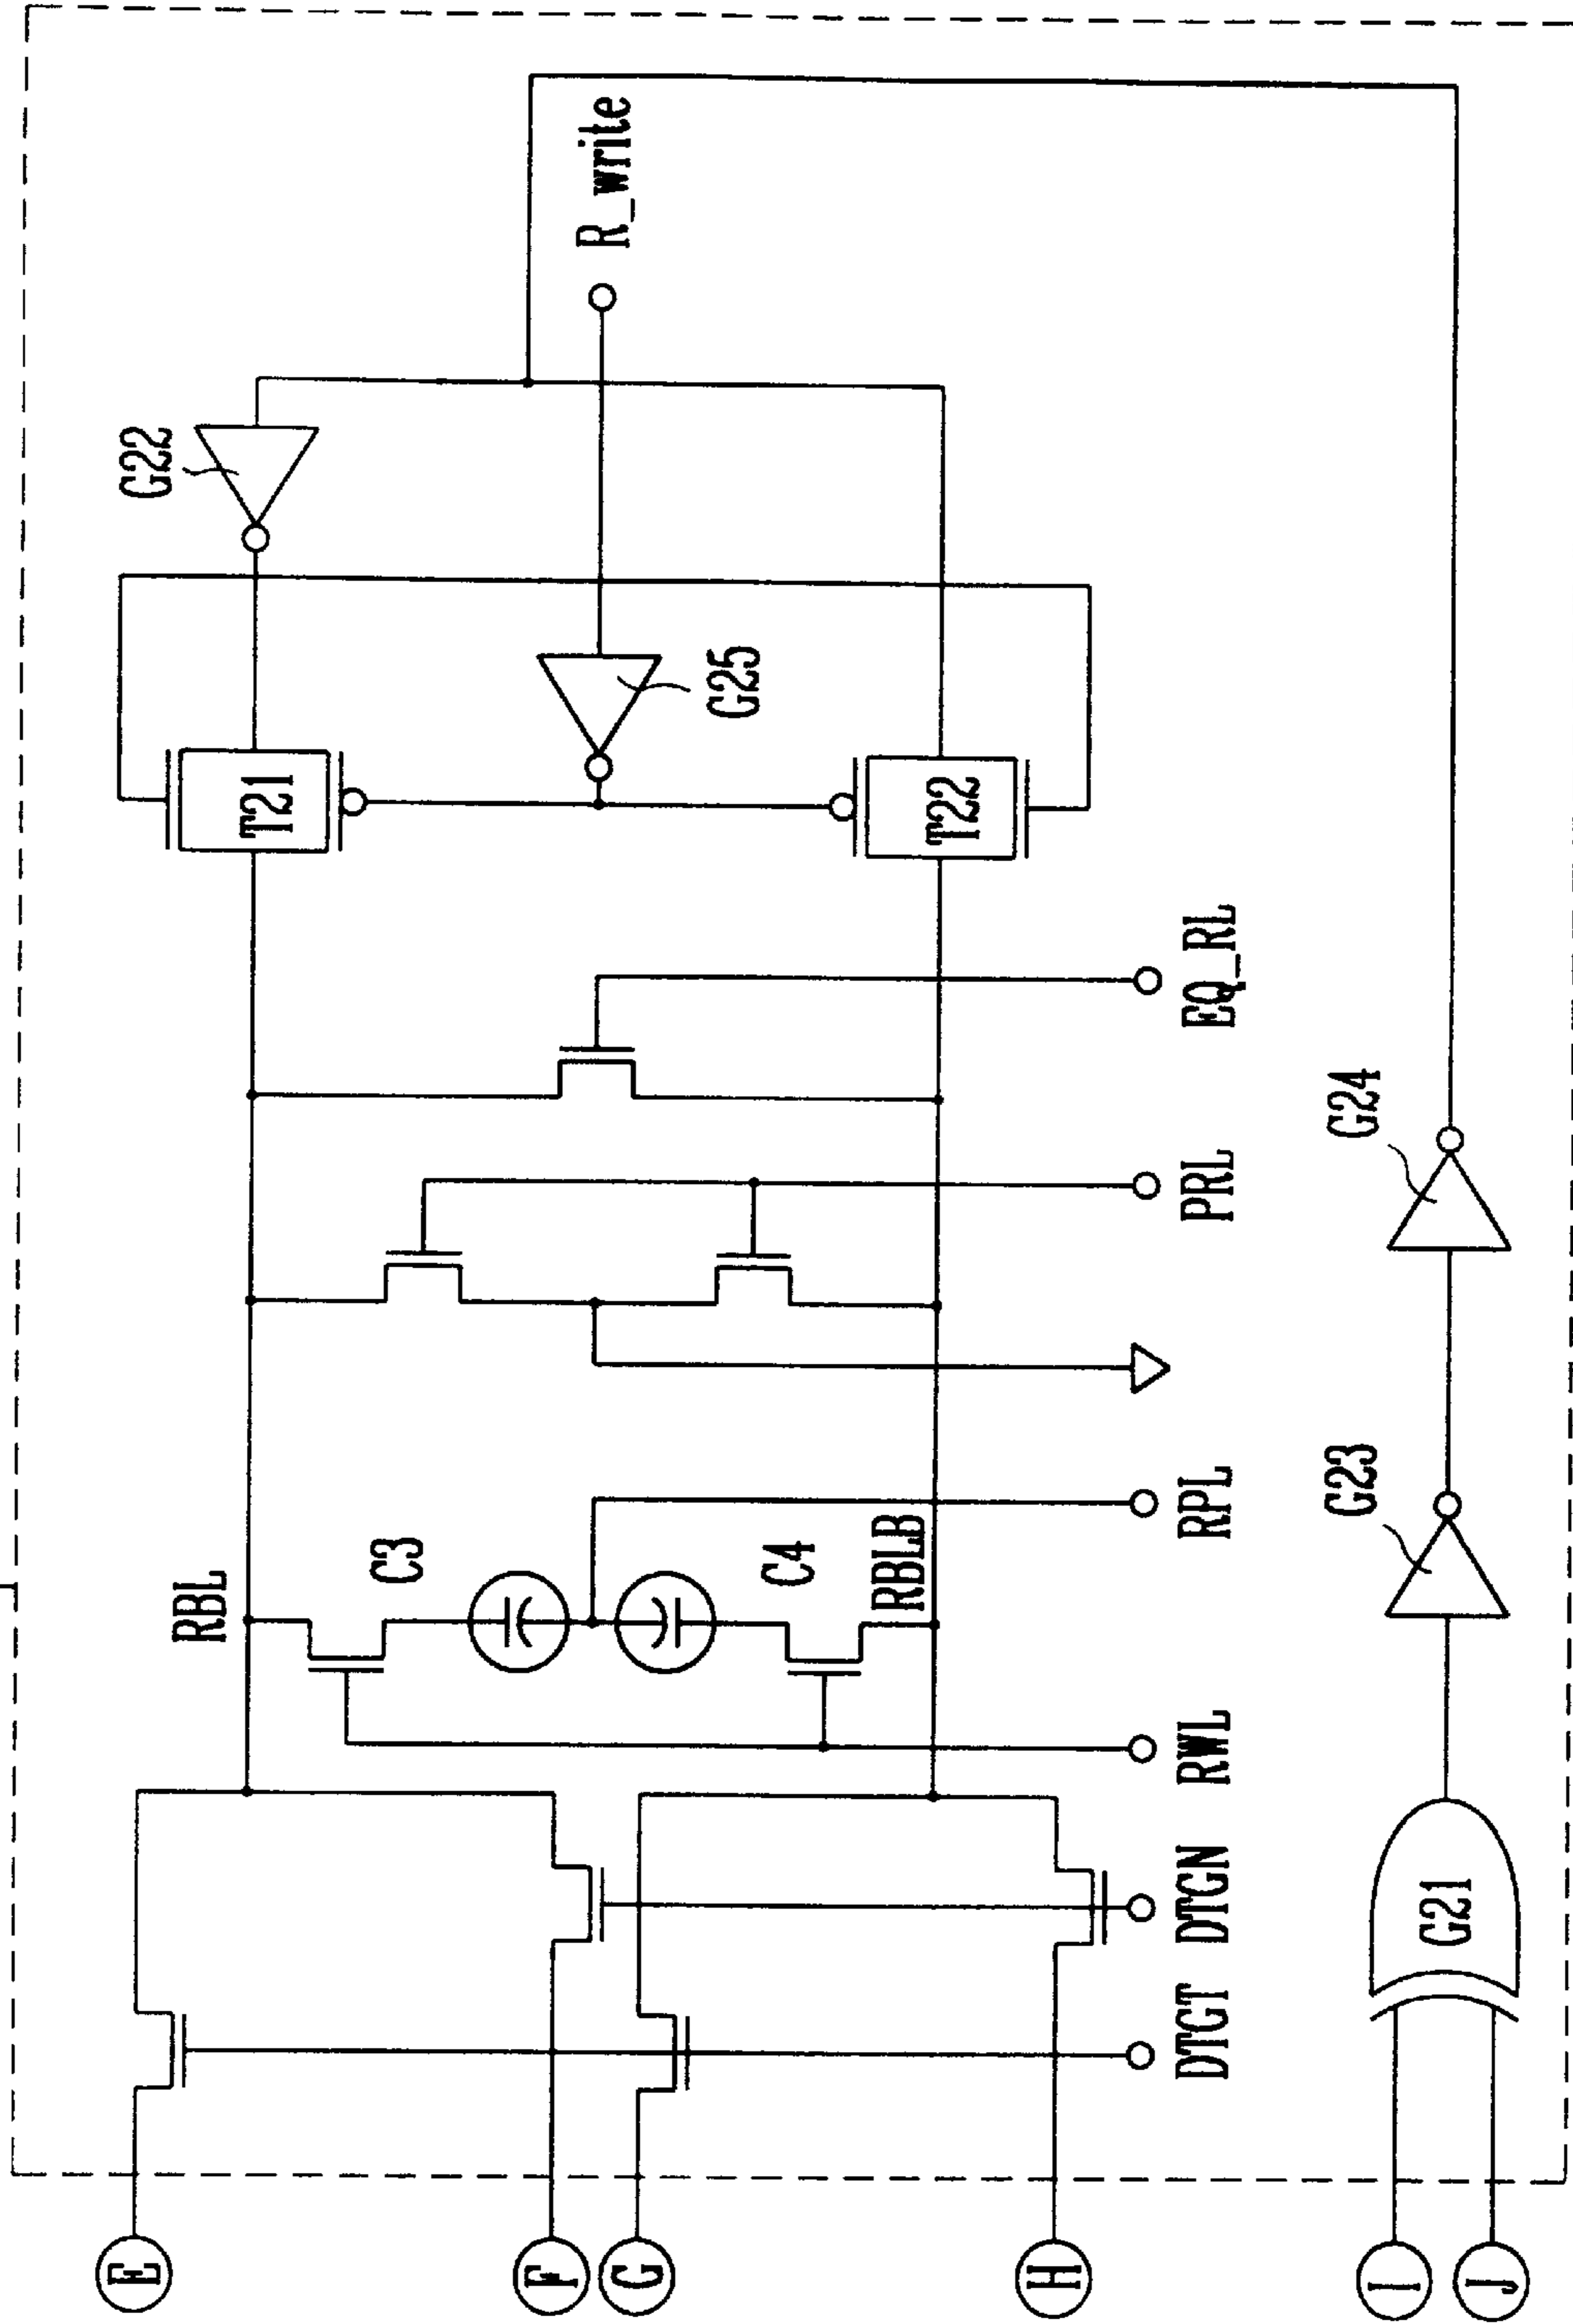 E
F
G
H
I
J
DTGT
DTGN
RWL
RPL
PRL
EQ_RL
RBL
C3
C4
RBLB
T21
T22
G22
G25
R_write
G21
G23
G24